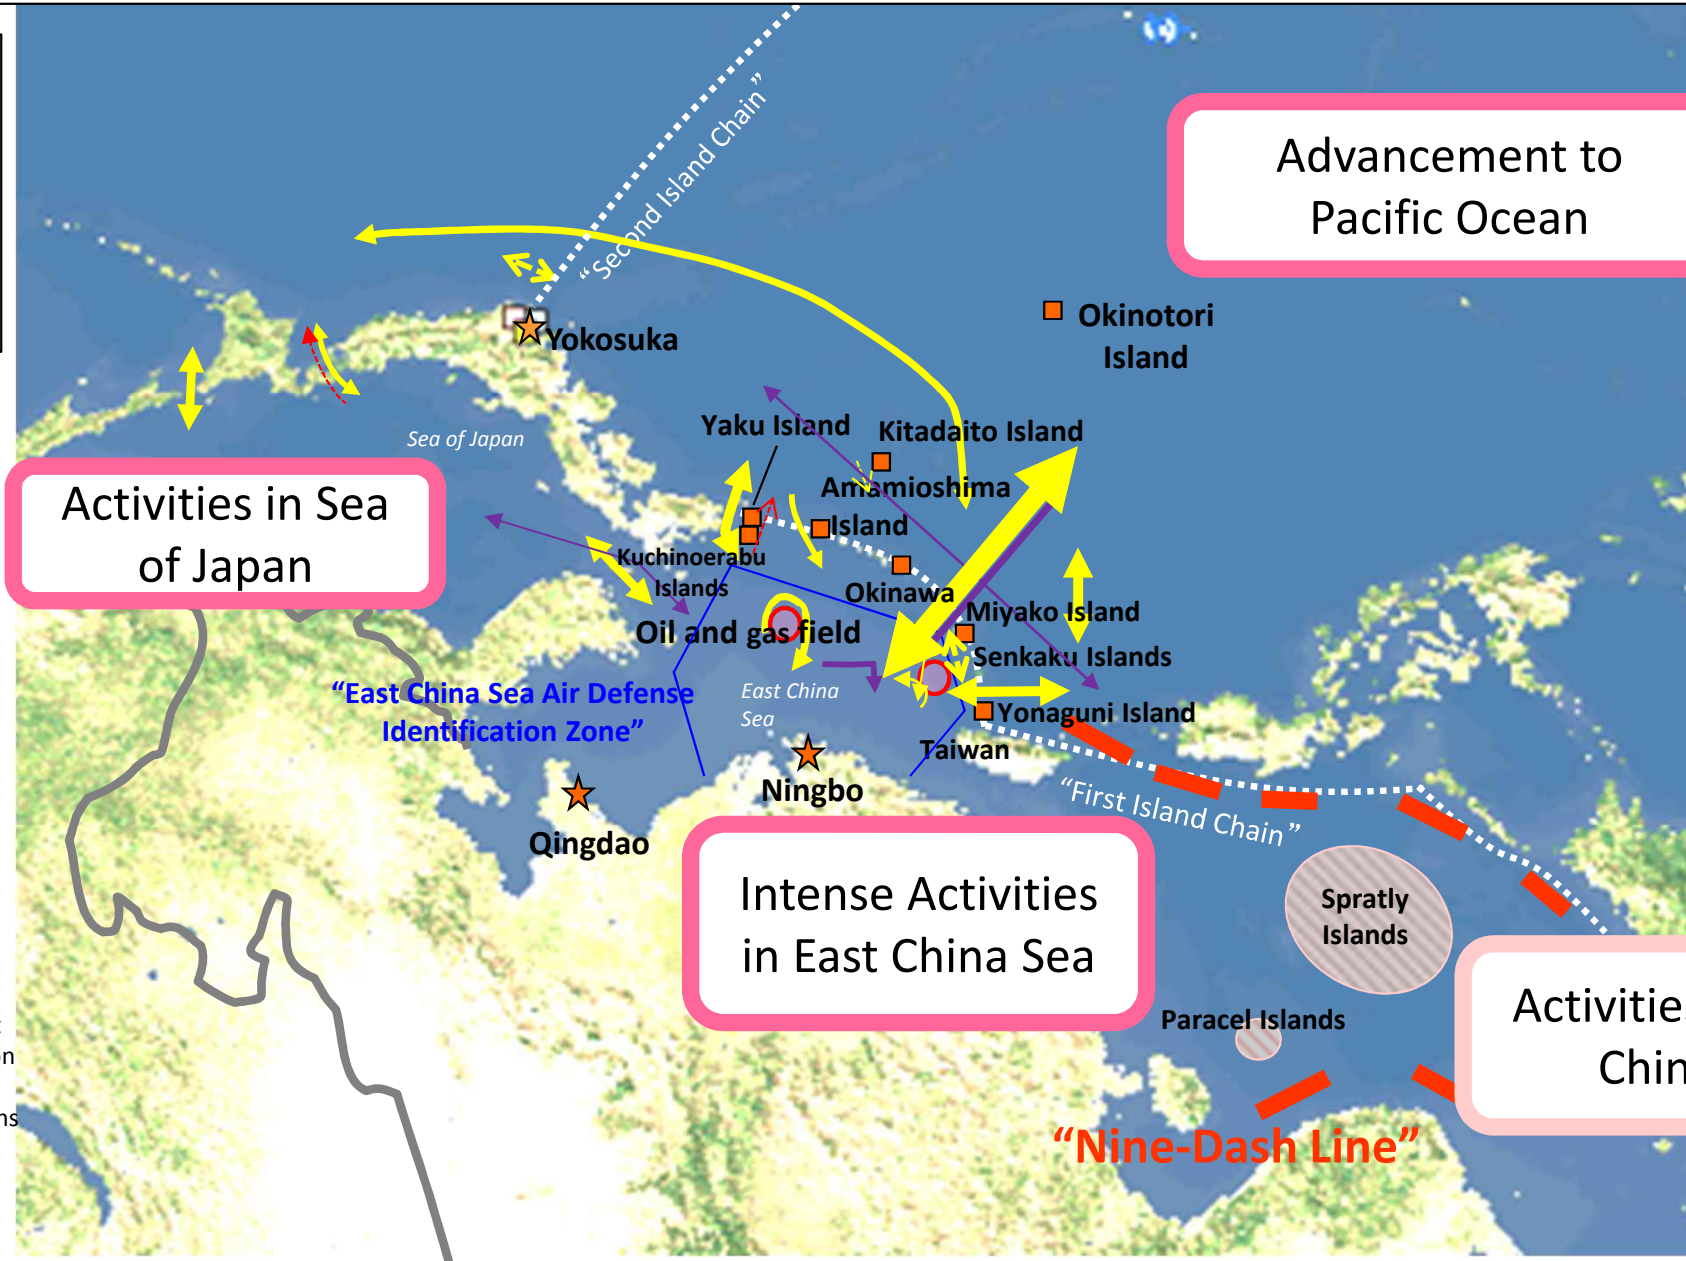 “Second Island Chain”
Advancement to
Pacific Ocean
Okinotori
Island
Yokosuka
Sea of Japan
Yaku Island
Kitadaito Island
Amamioshima
Island
Activities in Sea
of Japan
Kuchinoerabu
Islands
Okinawa
Miyako Island
Oil and gas field
Senkaku Islands
“East China Sea Air Defense
Identification Zone”
East China
Sea
Yonaguni Island
Taiwan
Ningbo
Qingdao
“First Island Chain”
Intense Activities
in East China Sea
Spratly
Islands
Paracel Islands
“Nine-Dash Line”